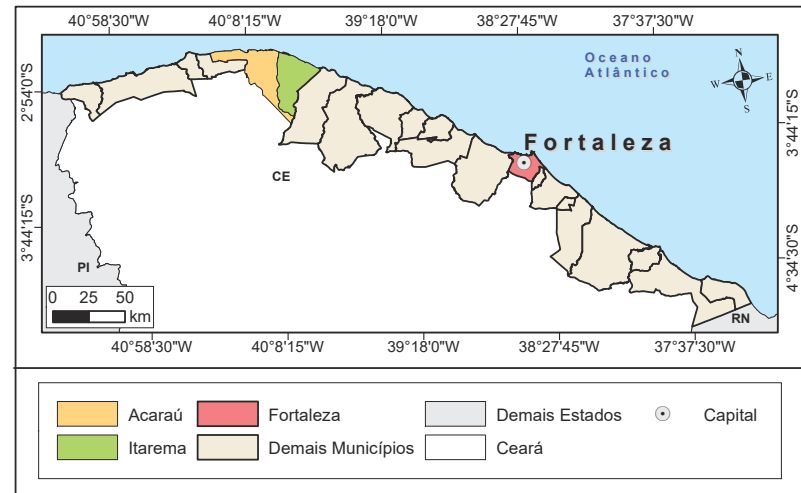 40°58'30"W 40°8'15"W 39°18'0"W 38°27'45"W 37°37'30"W
2°54'0"S
3°44'15"S
Oceano
Atlântico
N
W E
S
3°44'15"S
4°34'30"S
Fortaleza
CE
PI
RN
0 25 50
km
40°58'30"W 40°8'15"W 39°18'0"W 38°27'45"W 37°37'30"W
Acaraú Fortaleza Demais Estados Capital
Itarema Demais Municípios Ceará